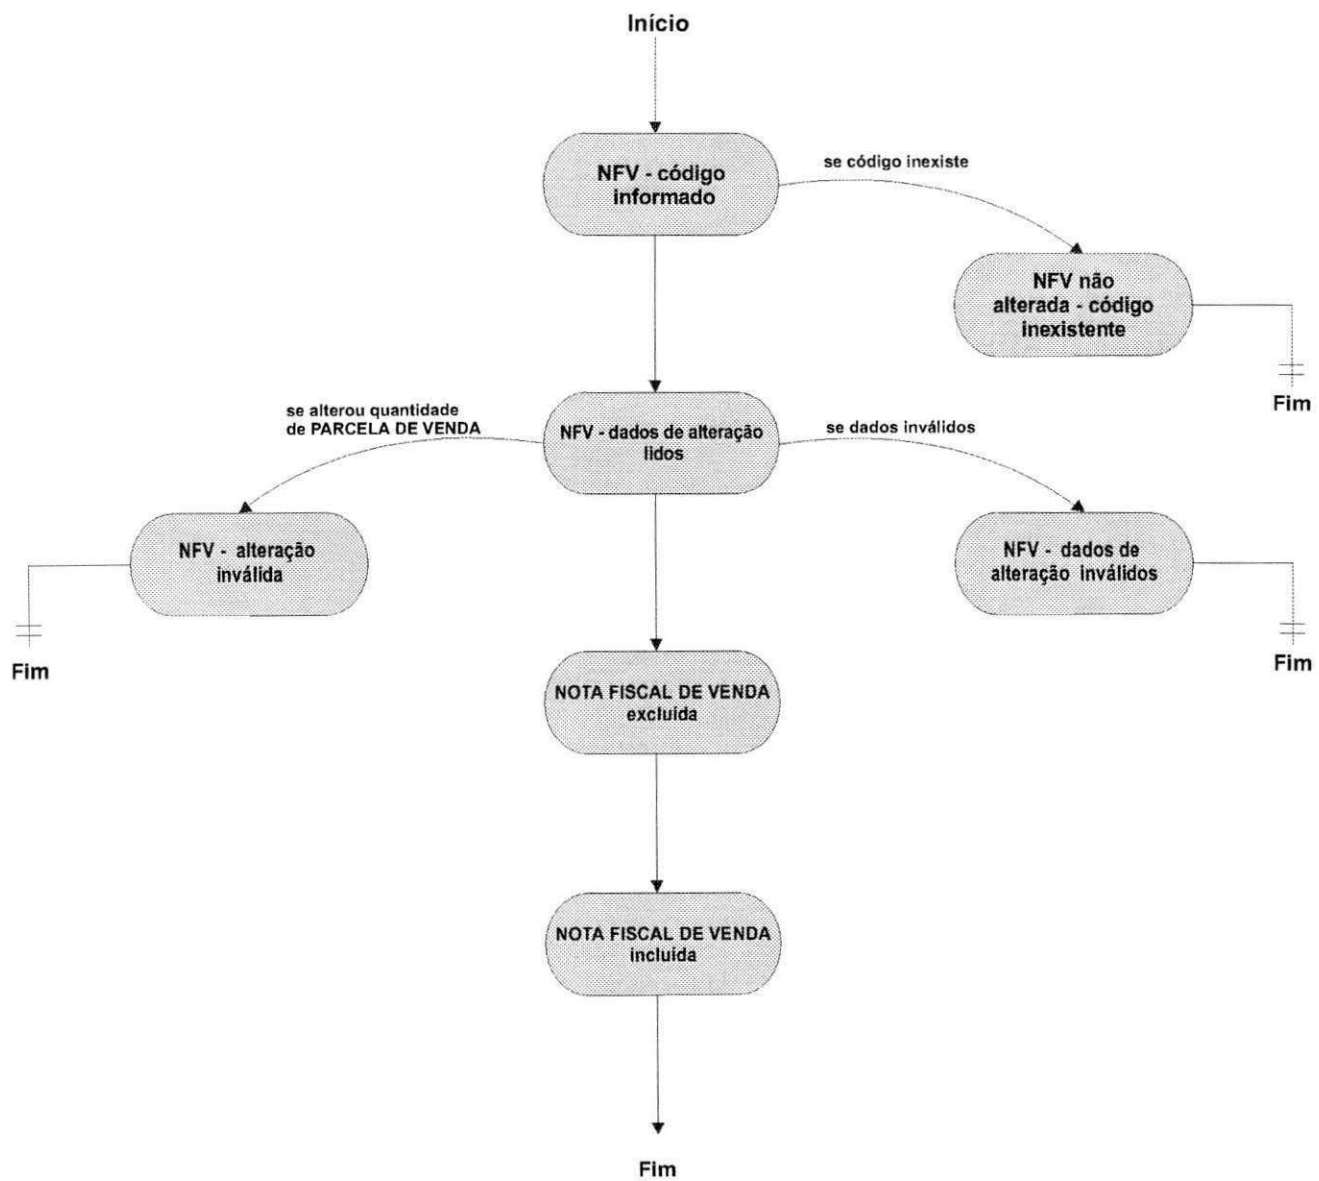 Início
NFV - código
informado
se código inexiste
NFV não
alterada - código
inexistente
Fim
se alterou quantidade
de PARCELA DE VENDA
NFV - dados de alteração
lidos
se dados inválidos
NFV - alteração
inválida
Fim
NFV - dados de
alteração inválidos
Fim
NOTA FISCAL DE VENDA
excluída
NOTA FISCAL DE VENDA
incluída
Fim